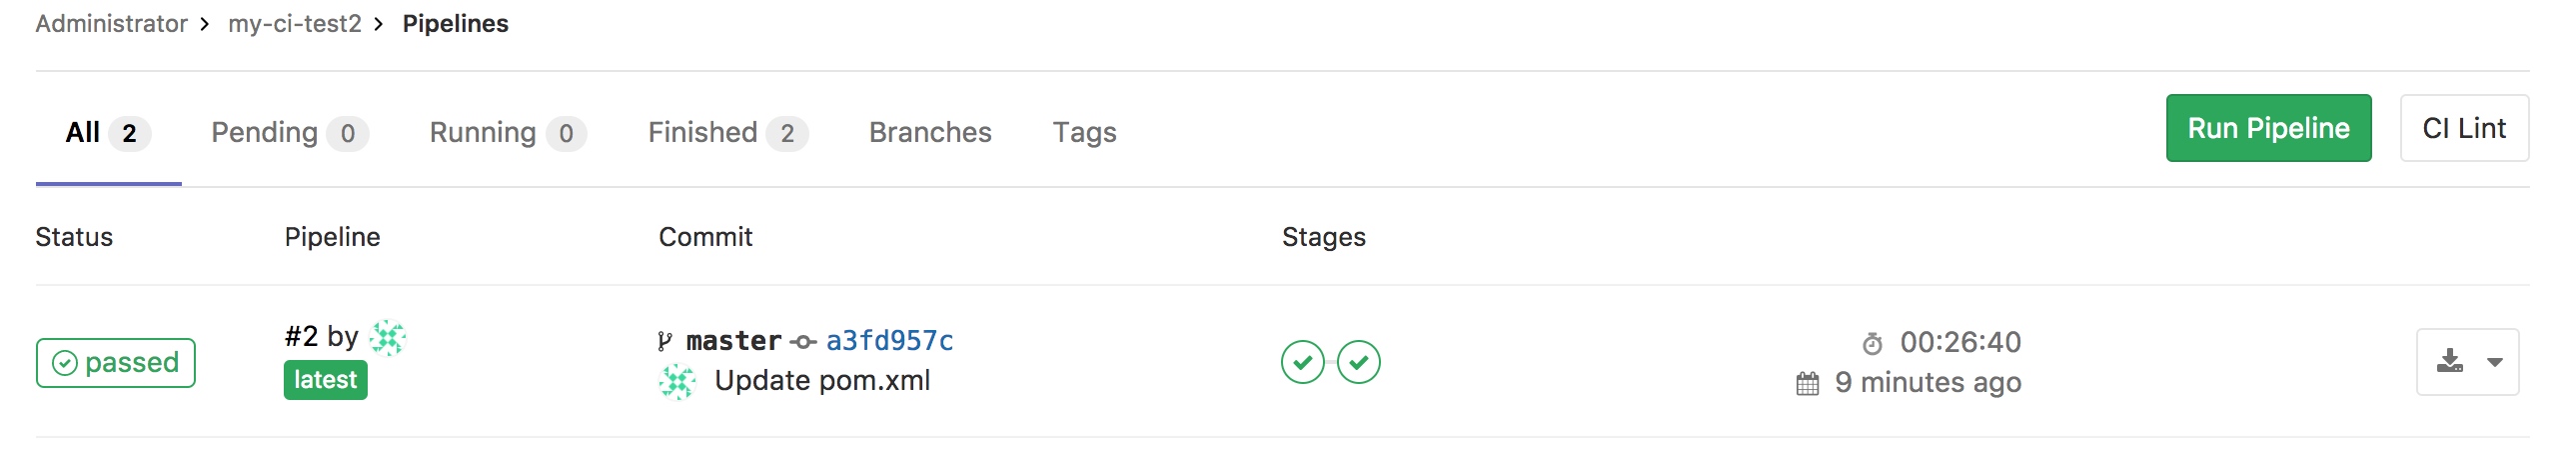 Administrator > my-ci-test2 > Pipelines
All 2 Pending 0 Running 0 Finished 2 Branches Tags Run Pipeline CI Lint
Status Pipeline Commit Stages
passed #2 by latest master a3fd957c Update pom.xml 00:26:40 9 minutes ago